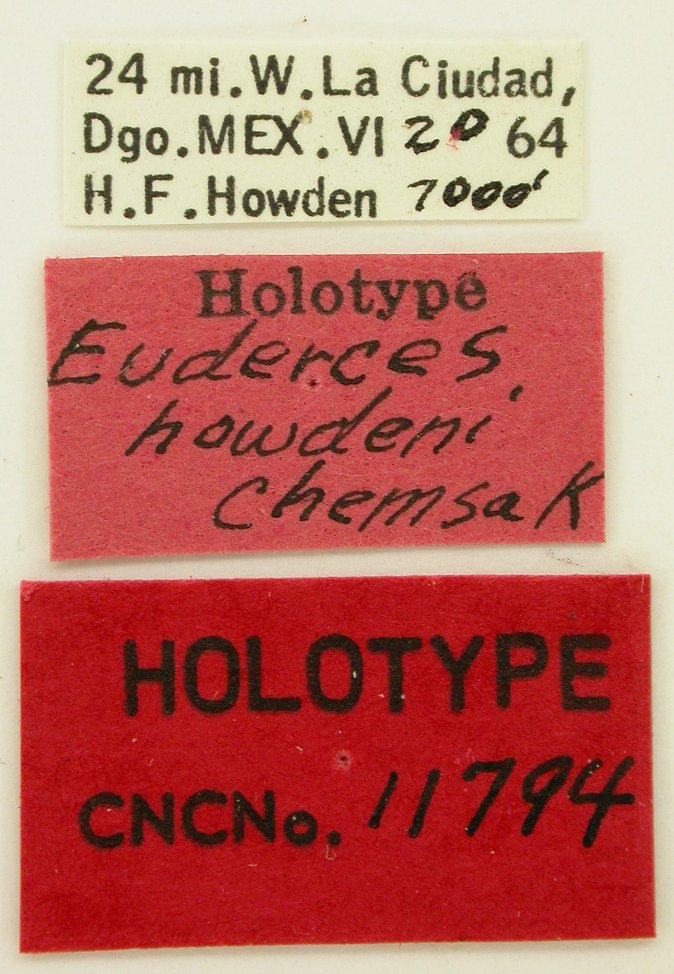 24 mi.W.La Ciudad,
Dgo.MEX.VI 20 64
H.F.Howden 7000'
Holotype
Euderces
howdeni
Chemsak
HOLOTYPE
CNCNo. 11794